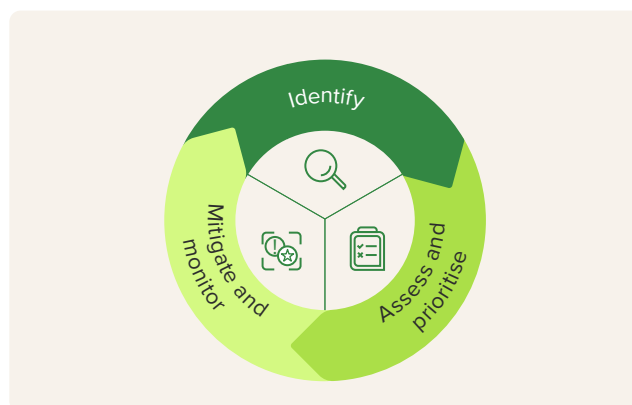 Identify
Assess and
prioritise
Mitigate and
monitor